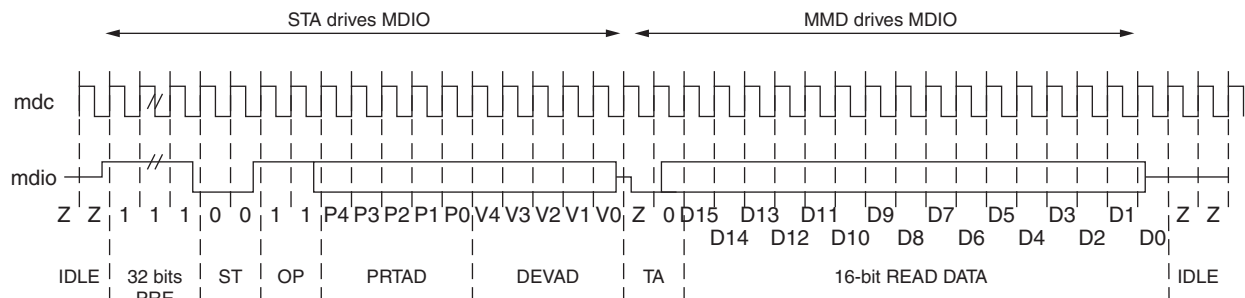 STA drives MDIO MMD drives MDIO
mdc
mdio
Z Z 1 1 1 0 0 1 1 P4 P3 P2 P1 P0 V4 V3 V2 V1 V0 Z 0 D15 D13 D11 D9 D7 D5 D3 D1 Z Z
D14 D12 D10 D8 D6 D4 D2 D0
IDLE 32 bits ST OP PRTAD DEVAD TA 16-bit READ DATA IDLE
PRE